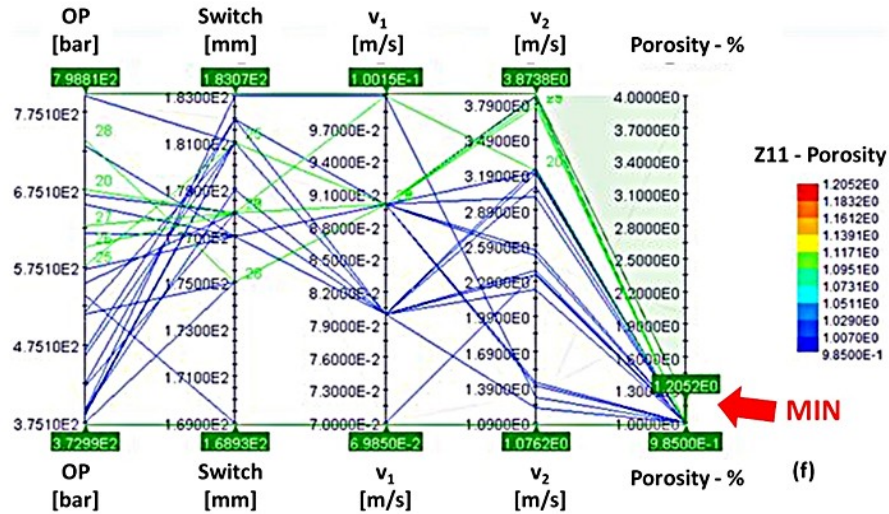 OP Switch v1 v2 Porosity - %
[bar] [mm] [m/s] [m/s]
7.9881E2 1.8307E2 1.0015E-1 3.8738E0
7.7510E2
6.7510E2
5.7510E2
4.7510E2
3.7510E2
28
20
27
25
3.7299E2
1.8300E2
1.8100E2
1.7500E2
1.7300E2
1.7100E2
1.6900E2
26
1.6893E2
9.7000E-2
9.4000E-2
9.1000E-2
8.8000E-2
8.5000E-2
8.2000E-2
7.9000E-2
7.6000E-2
7.3000E-2
7.0000E-2
6.9850E-2
3.7900E0
3.4900E0
3.1900E0
2.8900E0
2.5900E0
2.2900E0
1.9900E0
1.6900E0
1.3900E0
1.0900E0
1.0762E0
4.0000E0
3.7000E0
3.4000E0
3.1000E0
2.8000E0
2.5000E0
2.2000E0
1.9000E0
1.6000E0
1.2052E0
1.0000E0
9.8500E-1
MIN
Z11 - Porosity
1.2052E0
1.1832E0
1.1612E0
1.1391E0
1.1171E0
1.0951E0
1.0731E0
1.0511E0
1.0290E0
1.0070E0
9.8500E-1
OP Switch v1 v2 Porosity - %
[bar] [mm] [m/s] [m/s]
(f)